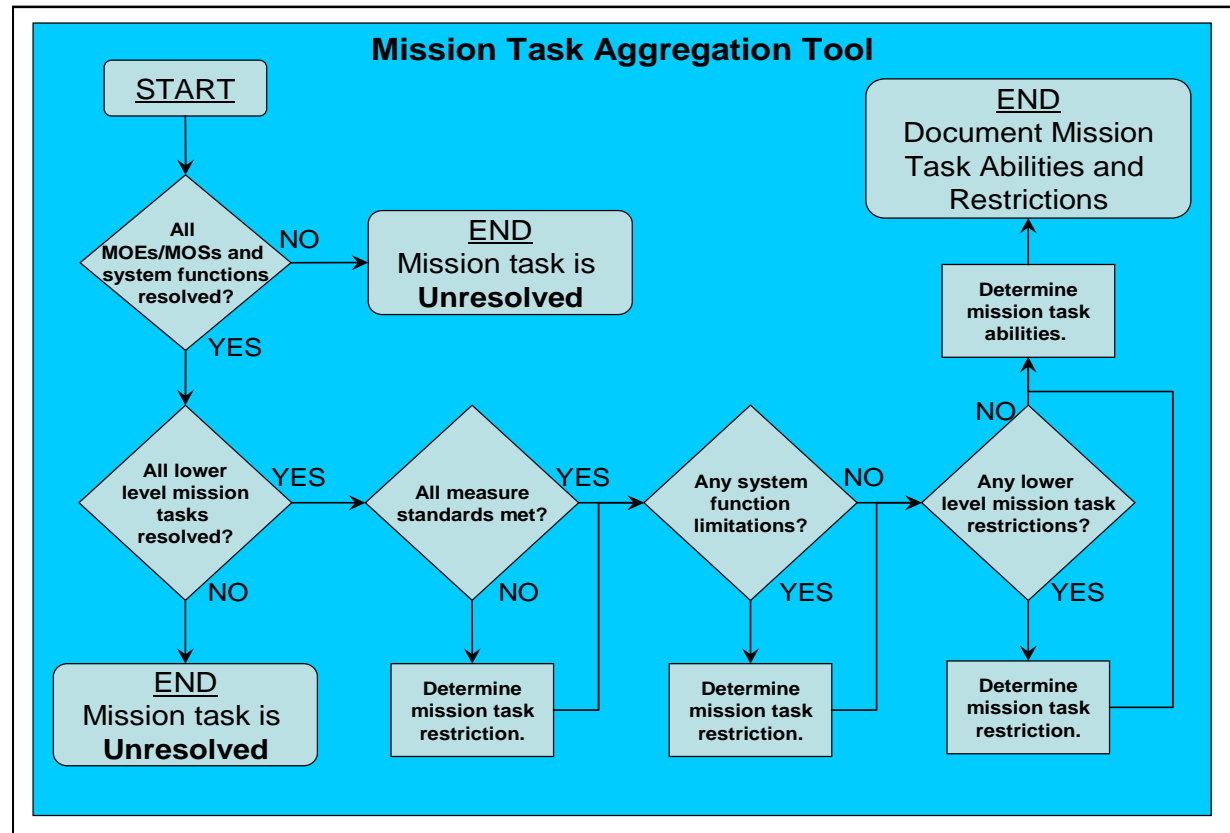 Mission Task Aggregation Tool
START
END
Document Mission
Task Abilities and
Restrictions
All
MOEs/MOSs and
system functions
resolved?
NO
END
Mission task is
Unresolved
Determine
mission task
abilities.
YES
NO
All lower
level mission
tasks
resolved?
YES
All measure
standards met?
YES
Any system
function
limitations?
NO
Any lower
level mission task
restrictions?
NO
NO
YES
YES
END
Mission task is
Unresolved
Determine
mission task
restriction.
Determine
mission task
restriction.
Determine
mission task
restriction.